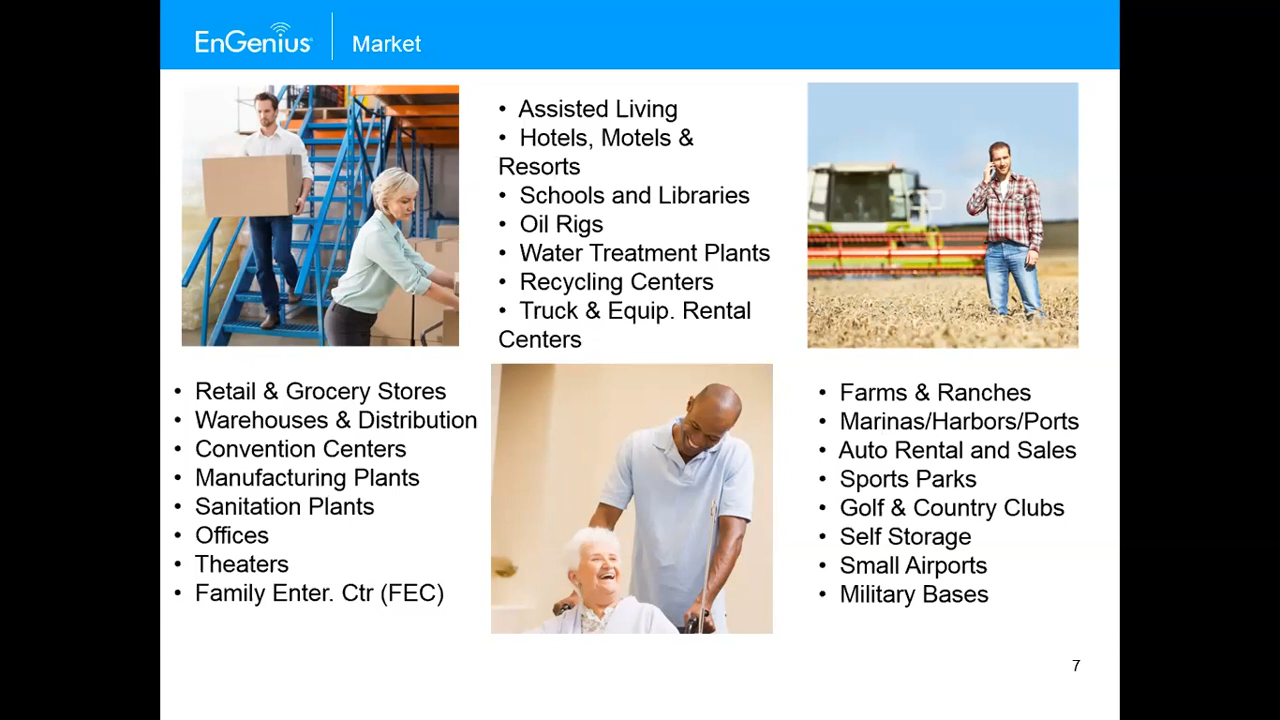 EnGenius
Market
• Assisted Living
• Hotels, Motels &
Resorts
• Schools and Libraries
• Oil Rigs
• Water Treatment Plants
• Recycling Centers
• Truck & Equip. Rental
Centers
• Retail & Grocery Stores
• Warehouses & Distribution
• Convention Centers
• Manufacturing Plants
• Sanitation Plants
• Offices
• Theaters
• Family Enter. Ctr (FEC)
• Farms & Ranches
• Marinas/Harbors/Ports
• Auto Rental and Sales
• Sports Parks
• Golf & Country Clubs
• Self Storage
• Small Airports
• Military Bases
7